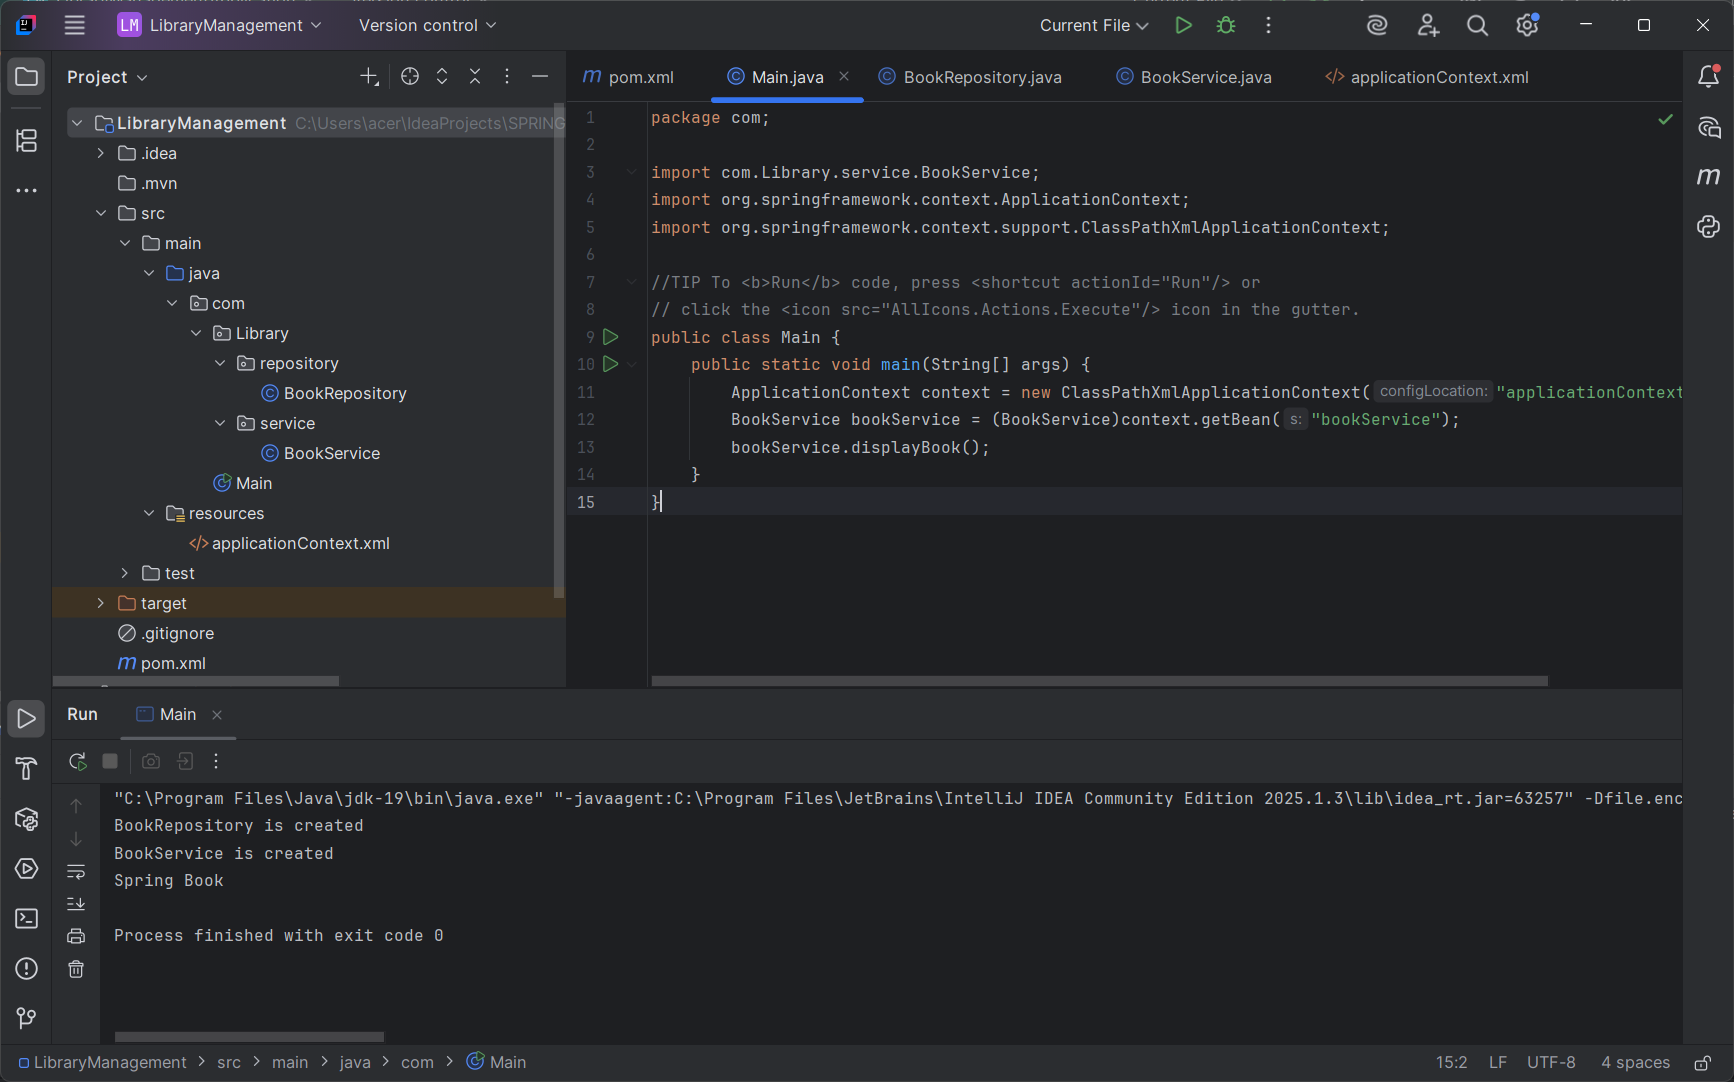 LM LibraryManagement Version control Current File
Project
pom.xml Main.java BookRepository.java BookService.java applicationContext.xml
LibraryManagement C:\Users\acer\IdeaProjects\SPRING
.idea
.mvn
src
main
java
com
Library
repository
BookRepository
service
BookService
Main
resources
applicationContext.xml
test
target
.gitignore
pom.xml
1 package com;
2
3 import com.Library.service.BookService;
4 import org.springframework.context.ApplicationContext;
5 import org.springframework.context.support.ClassPathXmlApplicationContext;
6
7 //TIP To <b>Run</b> code, press <shortcut actionId="Run"/> or
8 // click the <icon src="AllIcons.Actions.Execute"/> icon in the gutter.
9 public class Main {
10 public static void main(String[] args) {
11 ApplicationContext context = new ClassPathXmlApplicationContext( configLocation: "applicationContext
12 BookService bookService = (BookService)context.getBean( s: "bookService");
13 bookService.displayBook();
14 }
15 }
Run Main
"C:\Program Files\Java\jdk-19\bin\java.exe" "-javaagent:C:\Program Files\JetBrains\IntelliJ IDEA Community Edition 2025.1.3\lib\idea_rt.jar=63257" -Dfile.enc
BookRepository is created
BookService is created
Spring Book
Process finished with exit code 0
LibraryManagement > src > main > java > com > Main 15:2 LF UTF-8 4 spaces